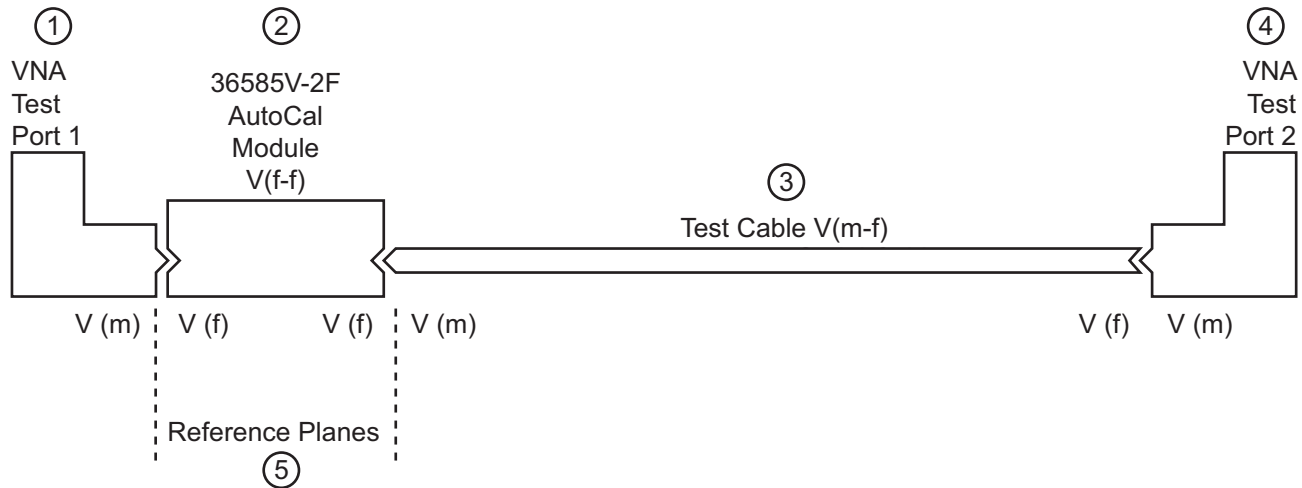 1
VNA
Test
Port 1
2
36585V-2F
AutoCal
Module
V(f-f)
3
Test Cable V(m-f)
4
VNA
Test
Port 2
V (m)
V (f)
V (f)
V (m)
V (f)
V (m)
Reference Planes
5